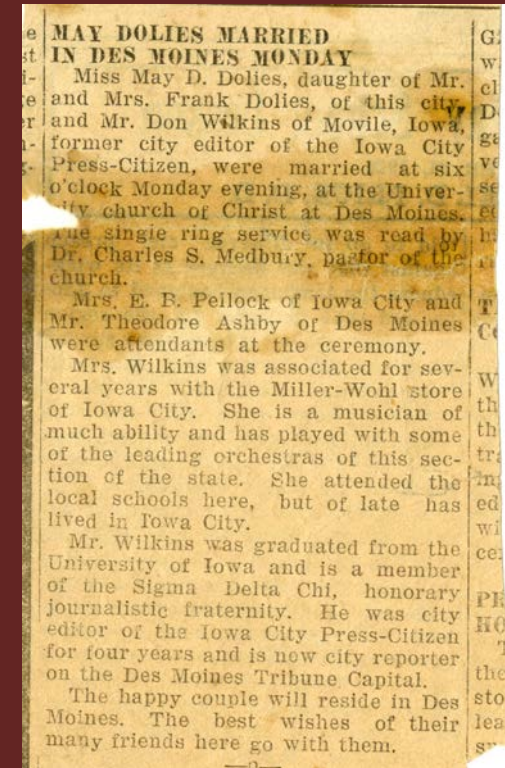 MAY DOLIES MARRIED
IN DES MOINES MONDAY
Miss May D. Dolies, daughter of Mr.
and Mrs. Frank Dolies, of this city,
and Mr. Don Wilkins of Movile, Iowa,
former city editor of the Iowa City
Press-Citizen, were married at six
o'clock Monday evening, at the Univer-
sity church of Christ at Des Moines.
The singie ring service was read by
Dr. Charles S. Medbury, pastor of the
church.
Mrs. E. B. Pellock of Iowa City and
Mr. Theodore Ashby of Des Moines
were attendants at the ceremony.
Mrs. Wilkins was associated for sev-
eral years with the Miller-Wohl store
of Iowa City. She is a musician of
much ability and has played with some
of the leading orchestras of this sec-
tion of the state. She attended the
local schools here, but of late has
lived in Iowa City.
Mr. Wilkins was graduated from the
University of Iowa and is a member
of the Sigma Delta Chi, honorary
journalistic fraternity. He was city
editor of the Iowa City Press-Citizen
for four years and is now city reporter
on the Des Moines Tribune Capital.
The happy couple will reside in Des
Moines. The best wishes of their
many friends here go with them.